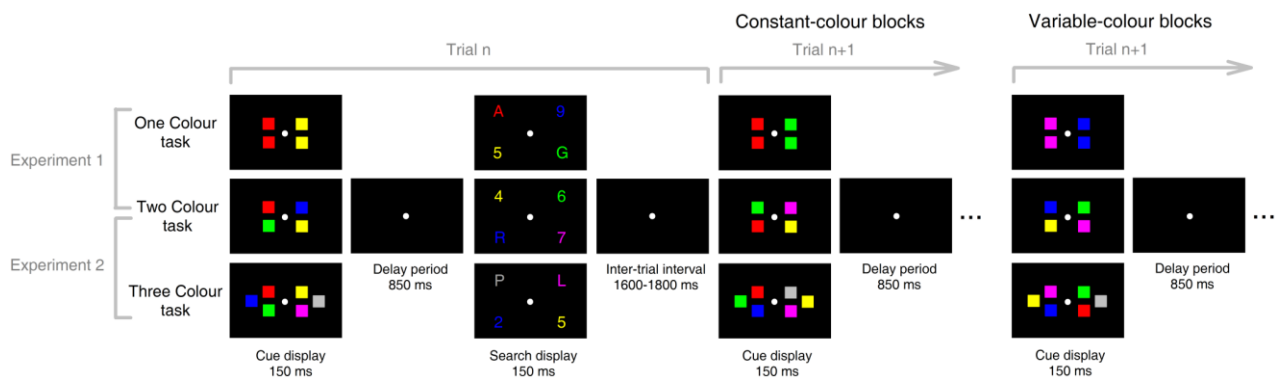 Constant-colour blocks
Variable-colour blocks
Trial n
Trial n+1
Trial n+1
Experiment 1
One Colour
task
A 9
5 G
Two Colour
task
4 6
R 7
...
...
Experiment 2
Delay period
850 ms
Inter-trial interval
1600-1800 ms
Delay period
850 ms
Delay period
850 ms
Three Colour
task
P L
2 5
Cue display
150 ms
Search display
150 ms
Cue display
150 ms
Cue display
150 ms